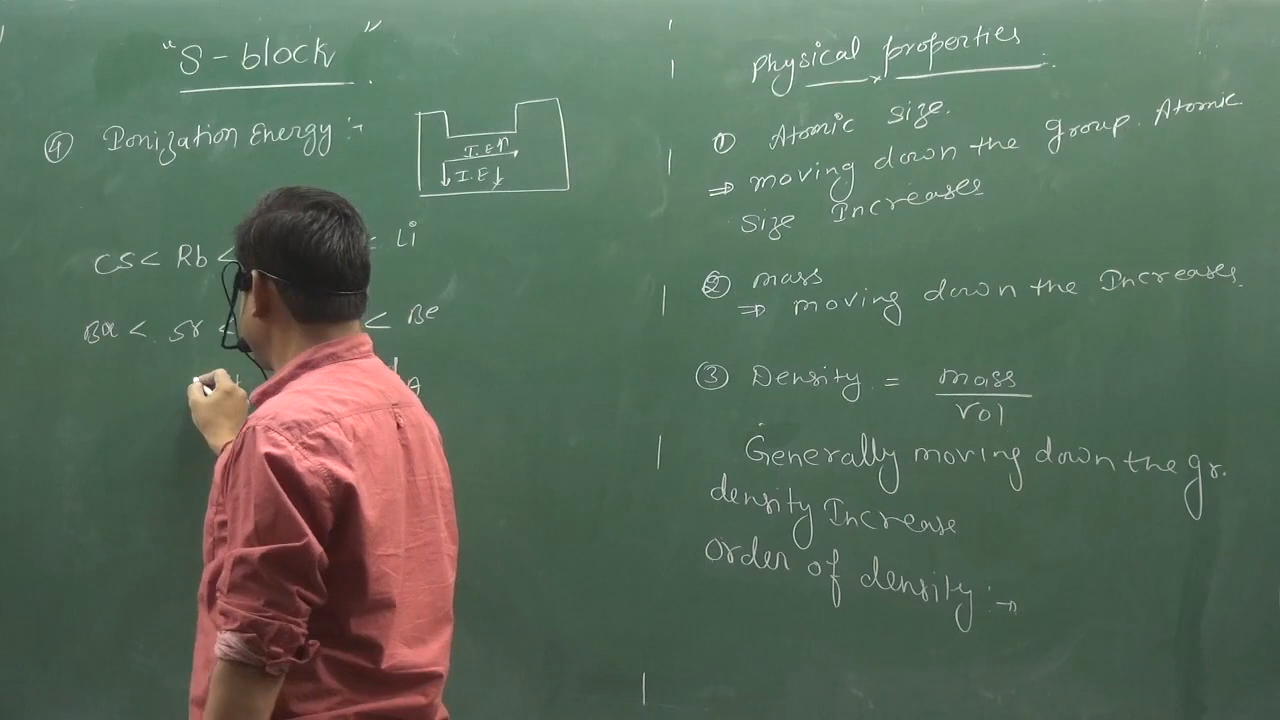 "S-block"
④ Ionization Energy :-
I.E↑
I.E↓
Cs < Rb < < Li
Ba < Sr < < Be
A
Physical properties
① Atomic size.
⇒ moving down the group. Atomic
size Increases
② mass
⇒ moving down the Increases
③ Density = mass
vol
Generally moving down the gr.
density Increase
Order of density :→